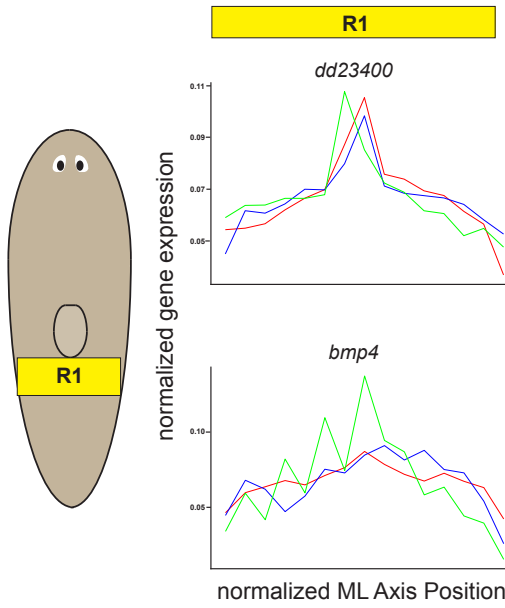 R1
dd23400
0.11
0.09
0.07
0.05
normalized gene expression
R1
bmp4
0.10
0.05
normalized ML Axis Position